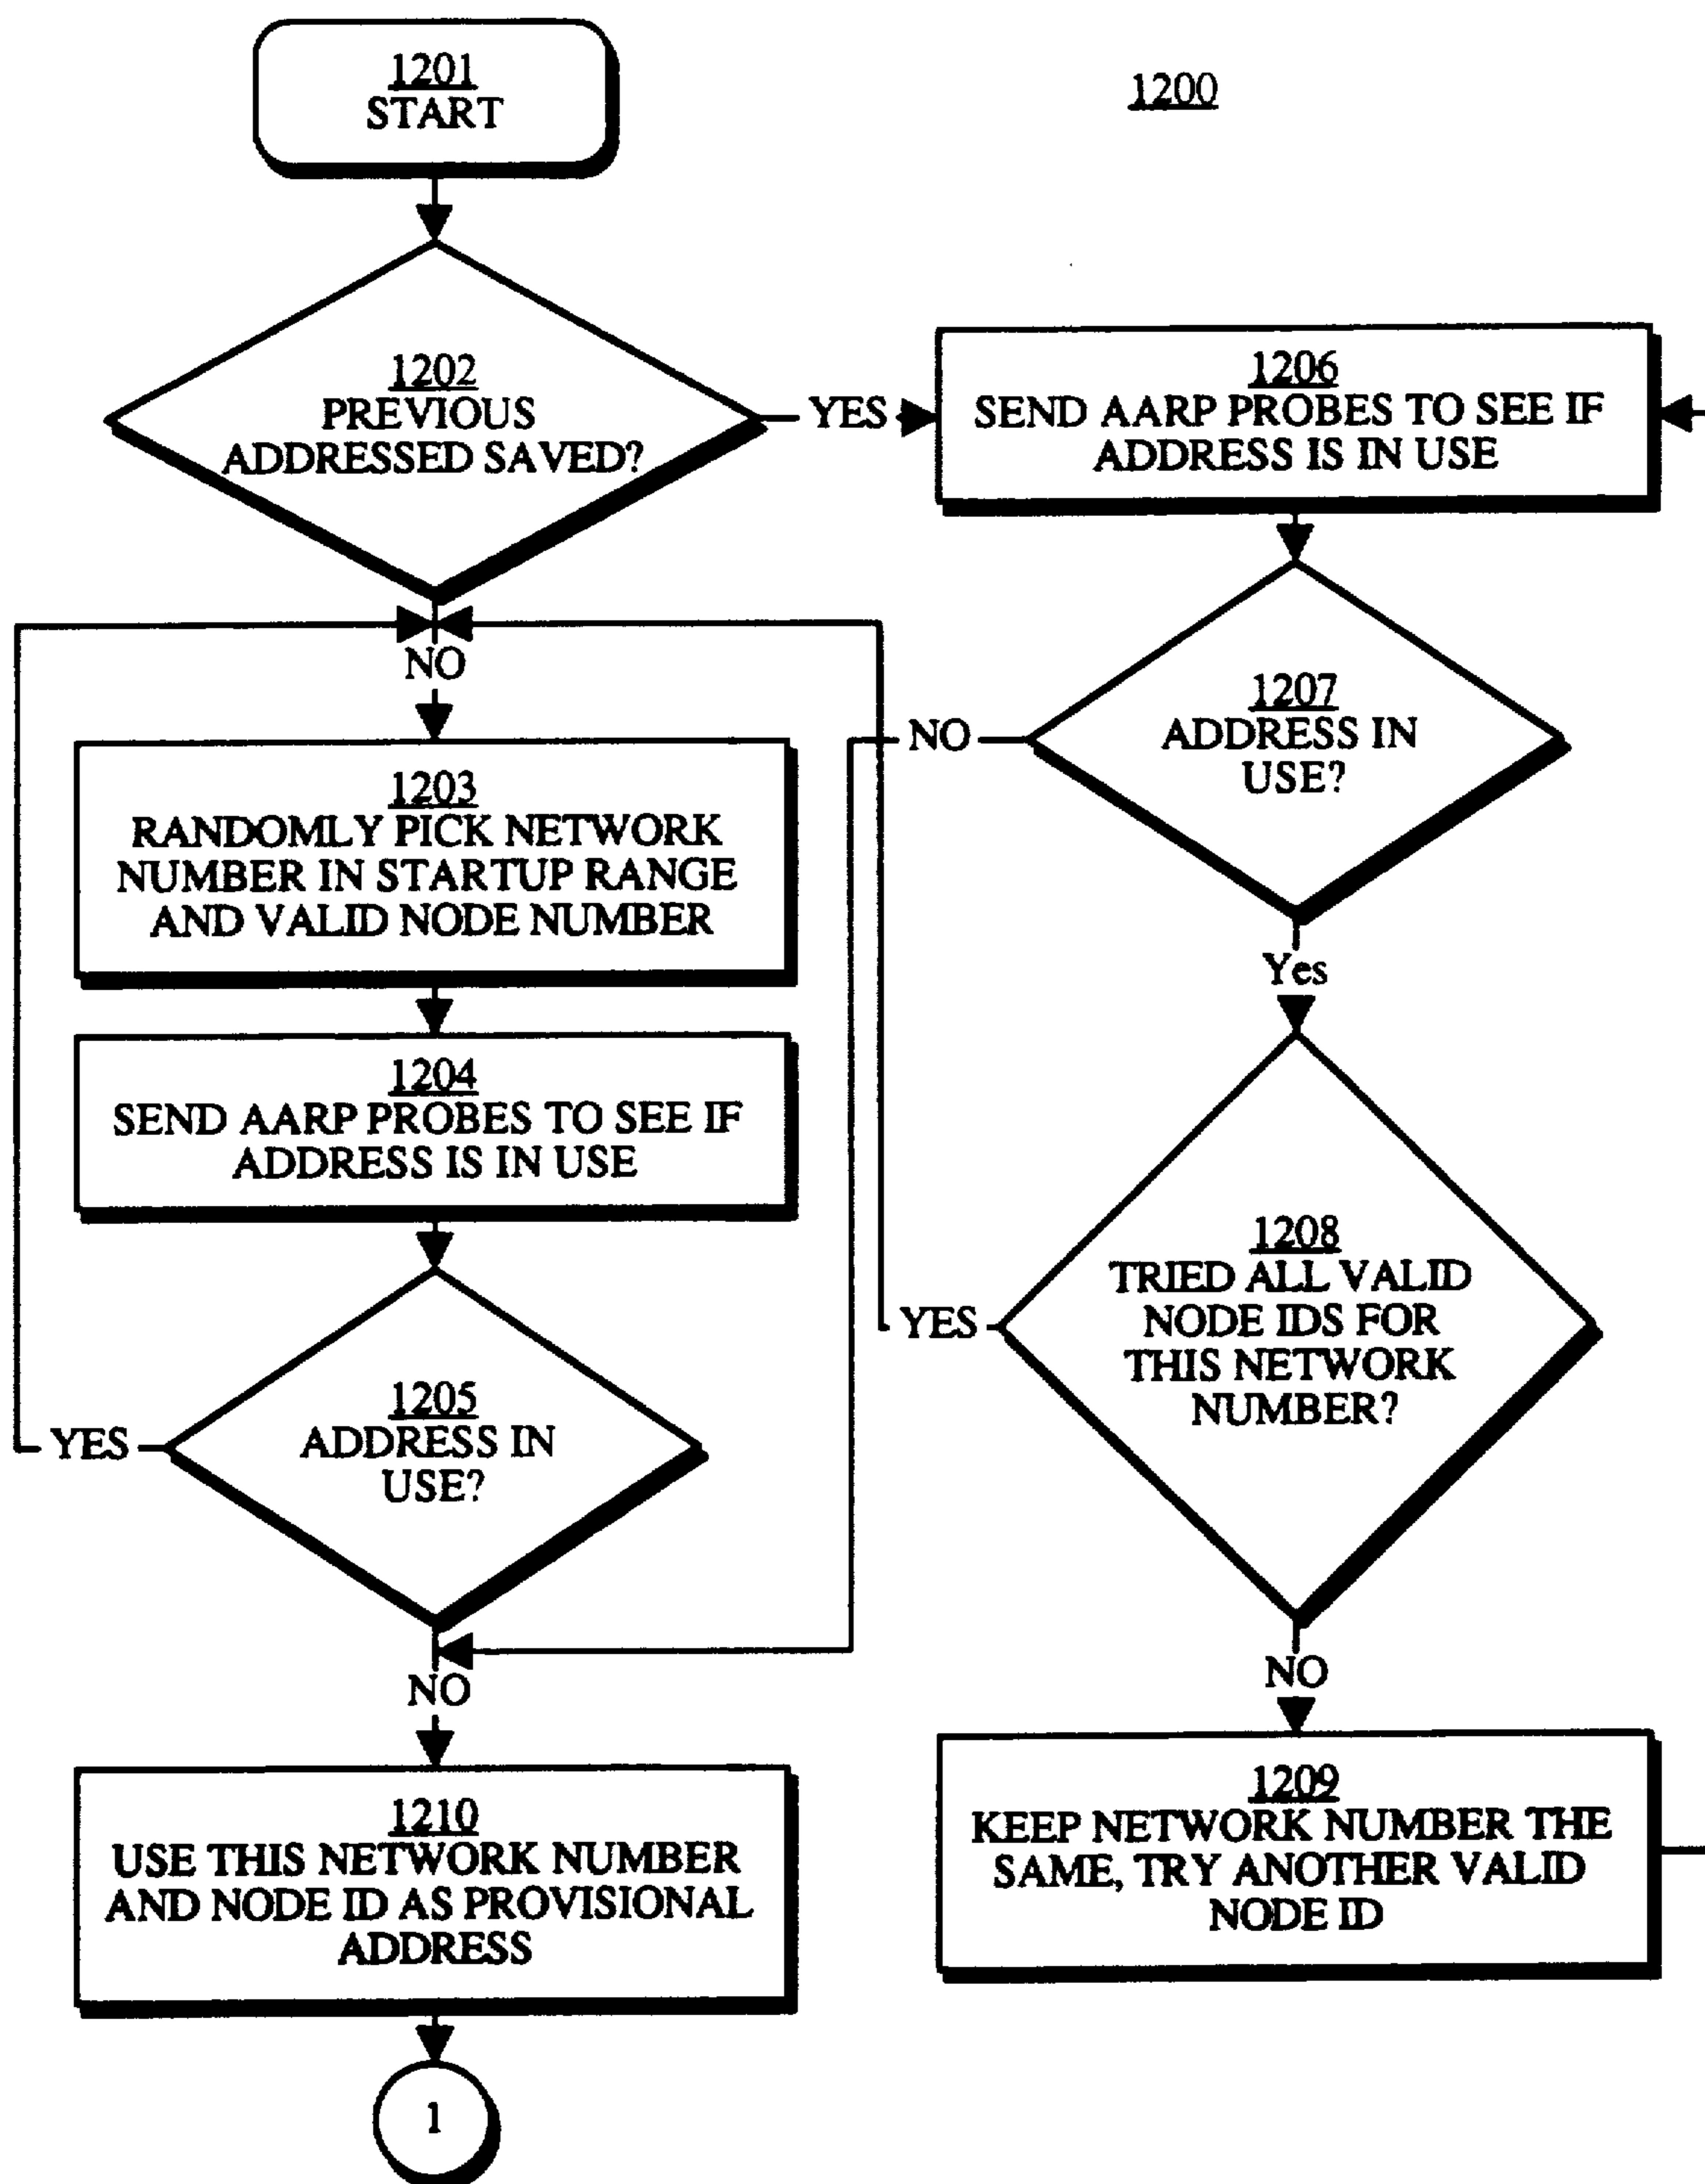 1201
START
1200
1202
PREVIOUS
ADDRESSED SAVED?
YES
1206
SEND AARP PROBES TO SEE IF
ADDRESS IS IN USE
NO
1203
RANDOMLY PICK NETWORK
NUMBER IN STARTUP RANGE
AND VALID NODE NUMBER
NO
1207
ADDRESS IN
USE?
Yes
1204
SEND AARP PROBES TO SEE IF
ADDRESS IS IN USE
1208
TRIED ALL VALID
NODE IDS FOR
THIS NETWORK
NUMBER?
YES
1205
ADDRESS IN
USE?
YES
NO
NO
1210
USE THIS NETWORK NUMBER
AND NODE ID AS PROVISIONAL
ADDRESS
1209
KEEP NETWORK NUMBER THE
SAME, TRY ANOTHER VALID
NODE ID
1